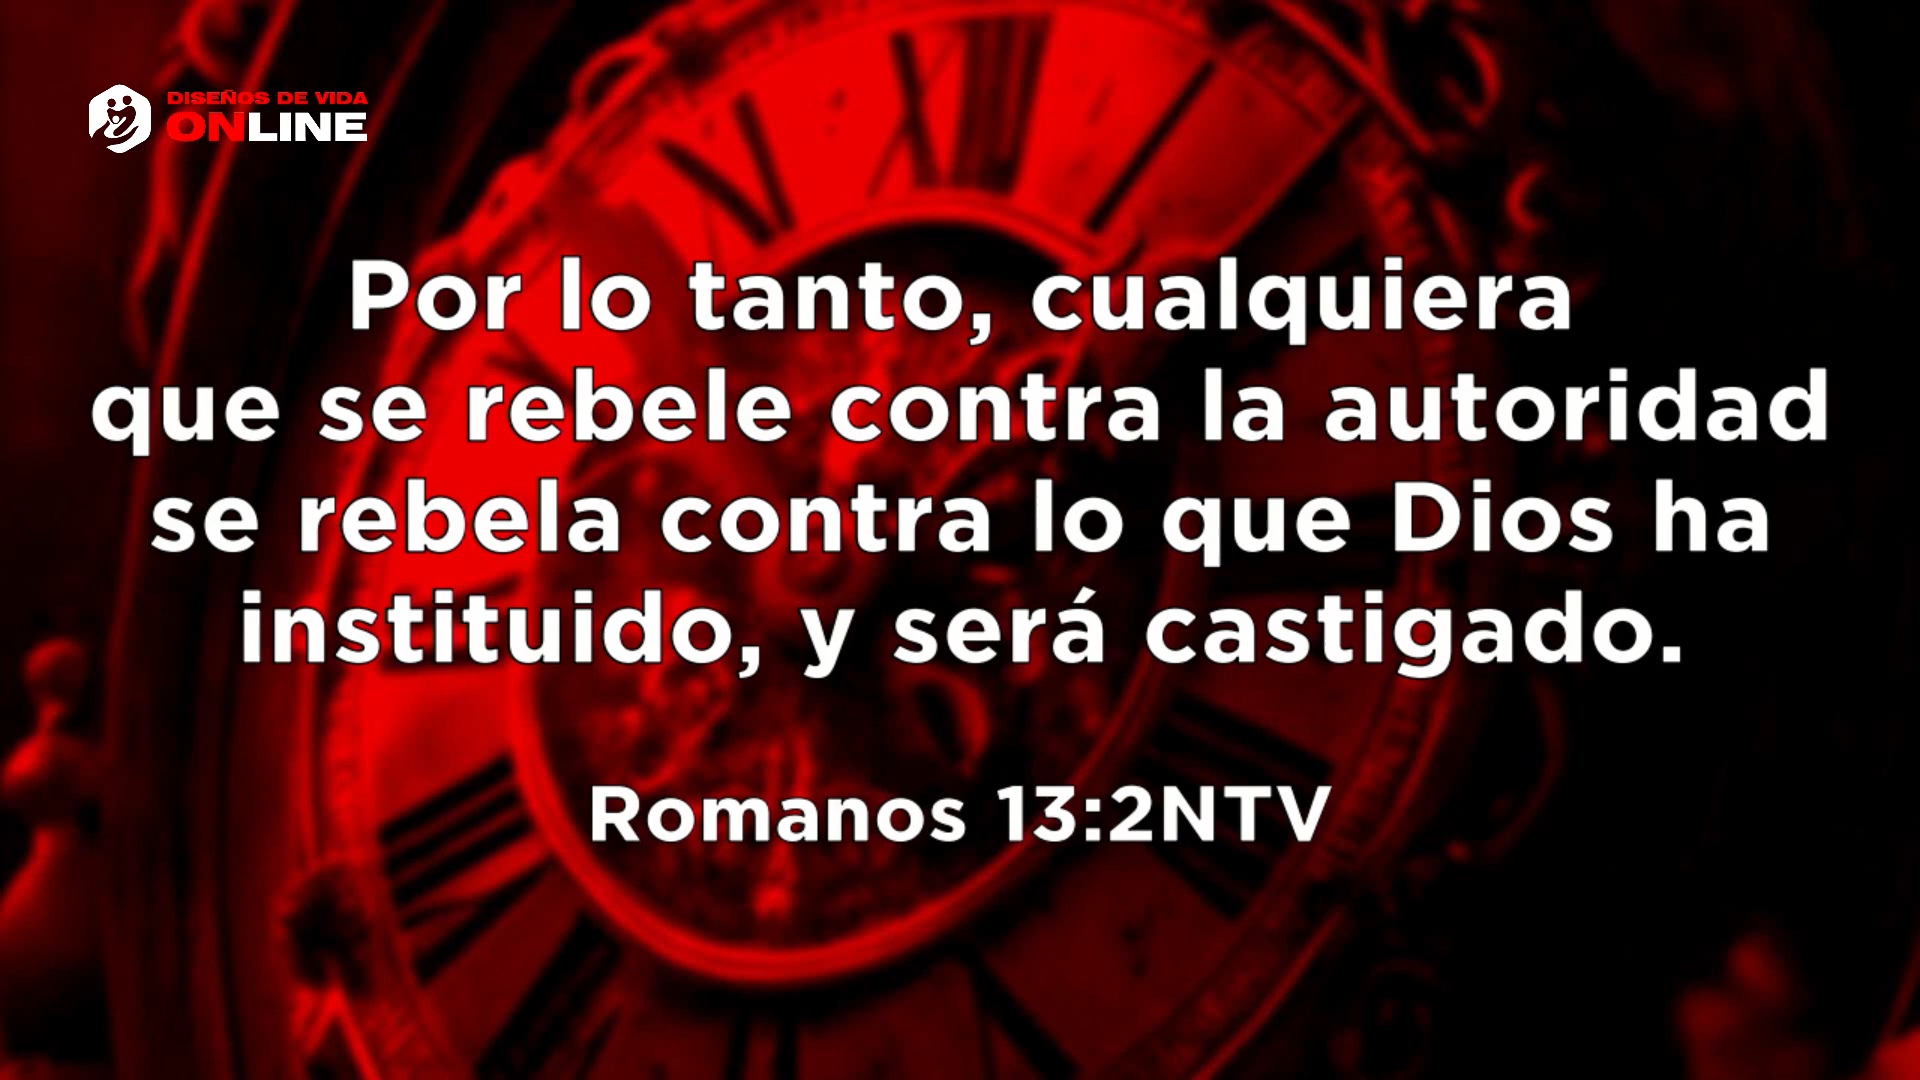 DISEÑOS DE VIDA
ONLINE
Por lo tanto, cualquiera
que se rebele contra la autoridad
se rebela contra lo que Dios ha
instituido, y será castigado.
Romanos 13:2NTV